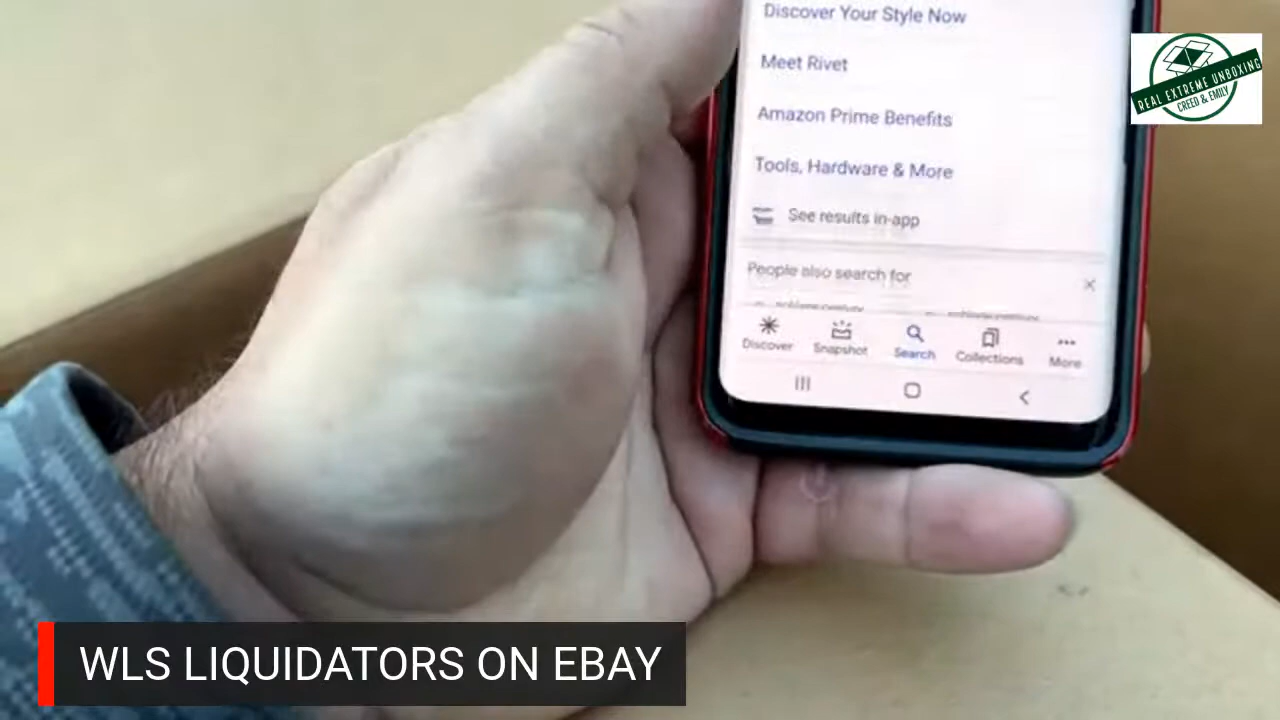 Discover Your Style Now
Meet Rivet
Amazon Prime Benefits
Tools, Hardware & More
See results in-app
People also search for
Discover
Snapshot
Search
Collections
More
REAL EXTREME UNBOXING
CREED & EMILY
WLS LIQUIDATORS ON EBAY